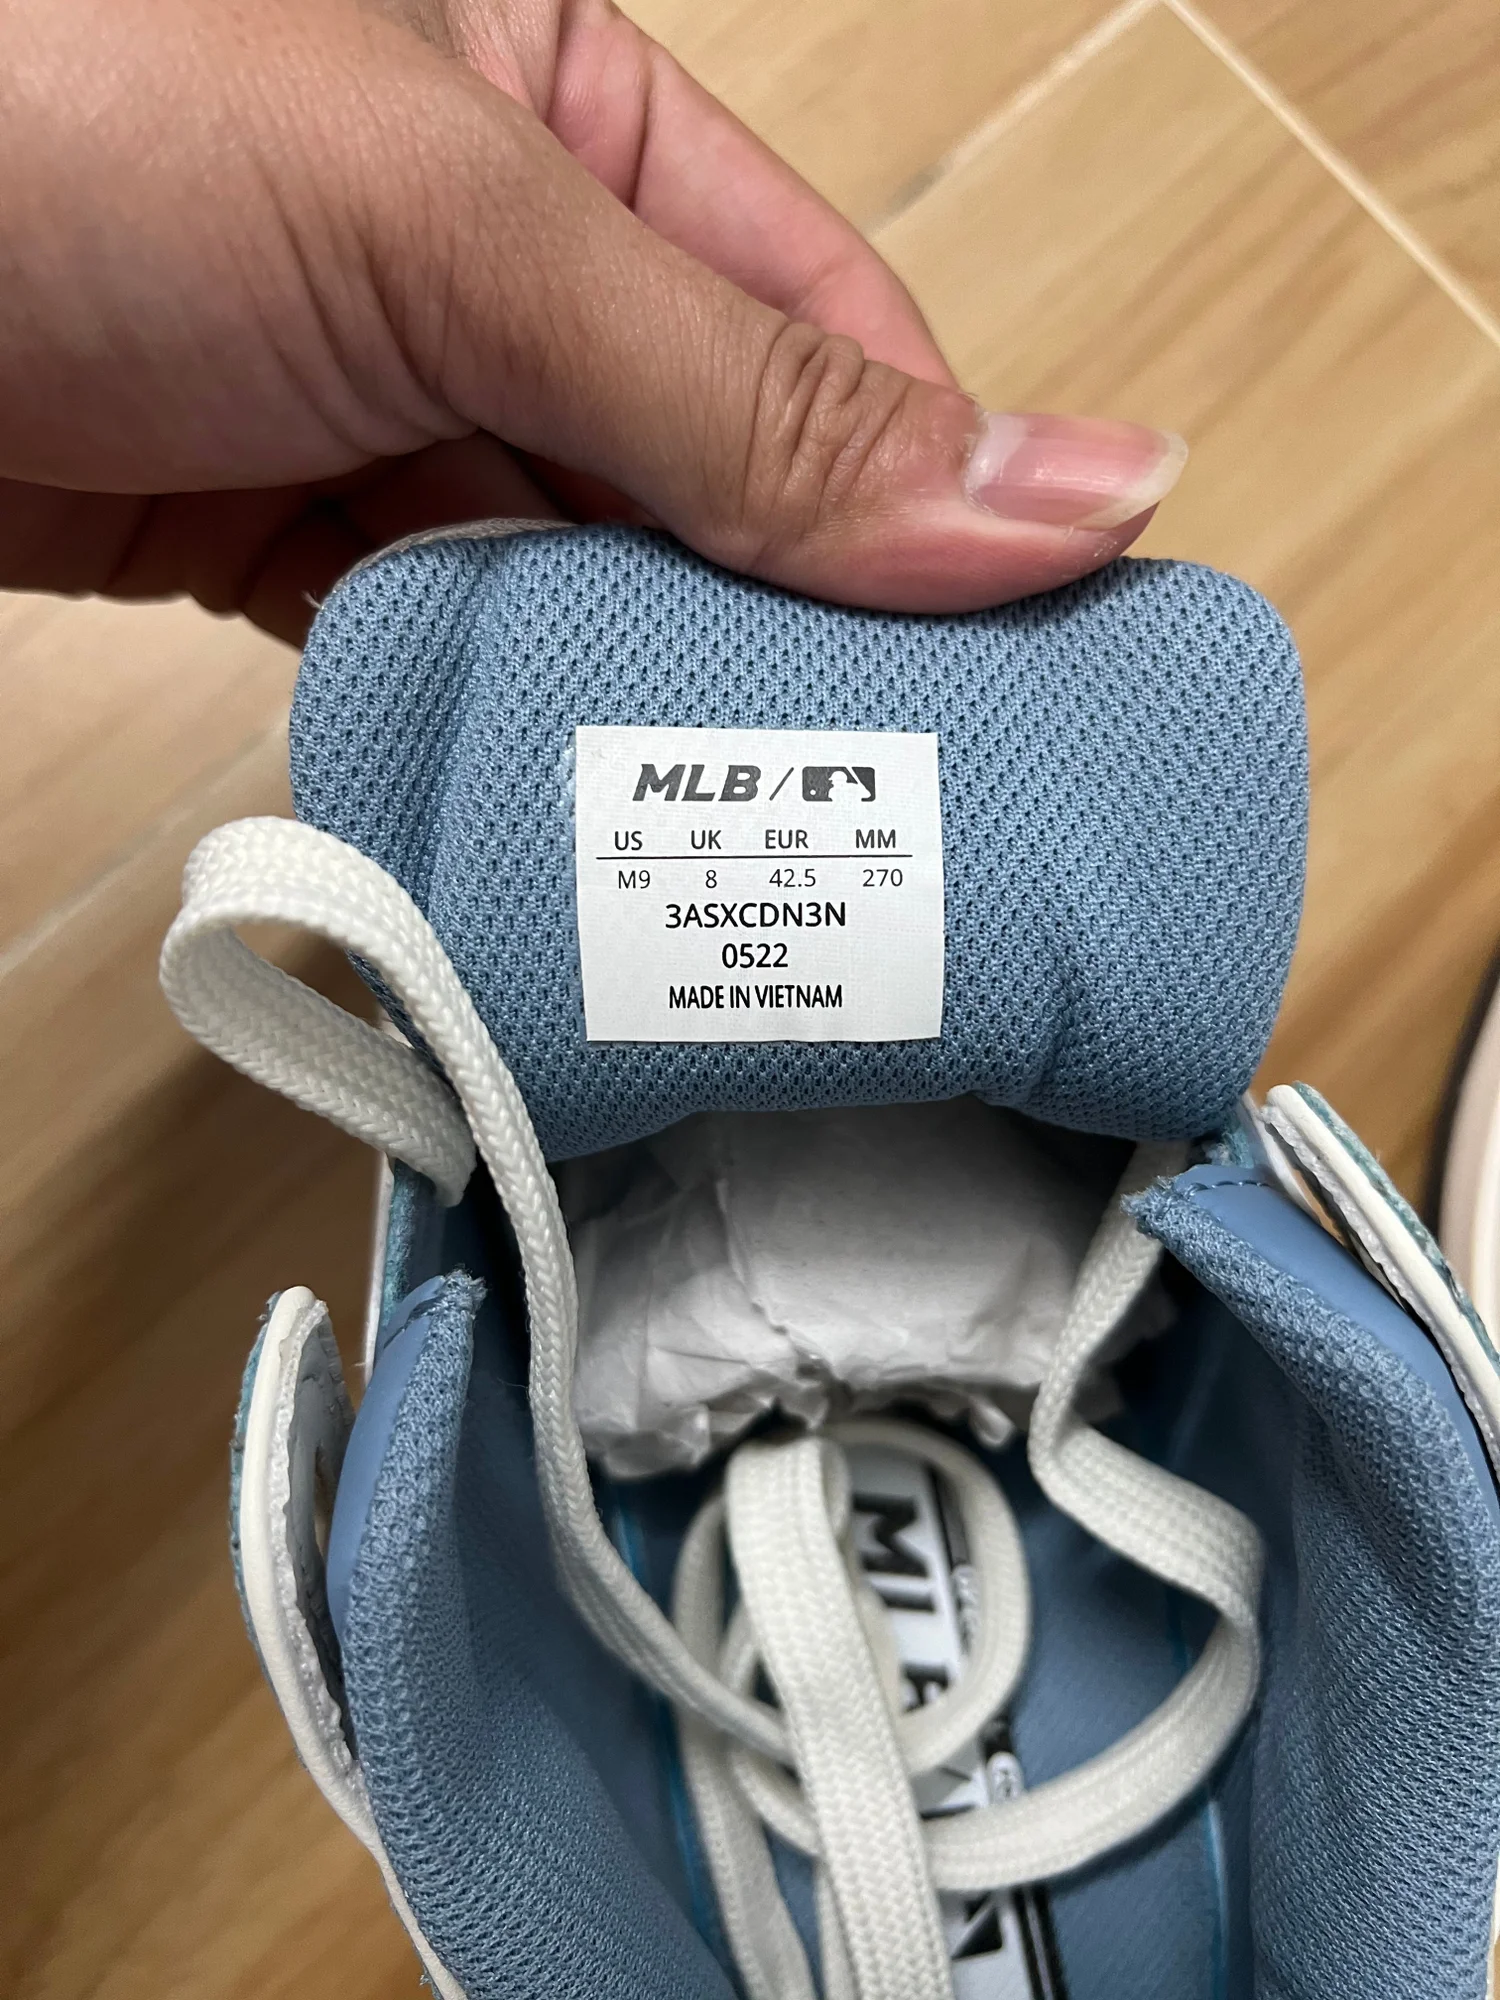 MLB /
US UK EUR MM
M9 8 42.5 270
3ASXCDN3N
0522
MADE IN VIETNAM